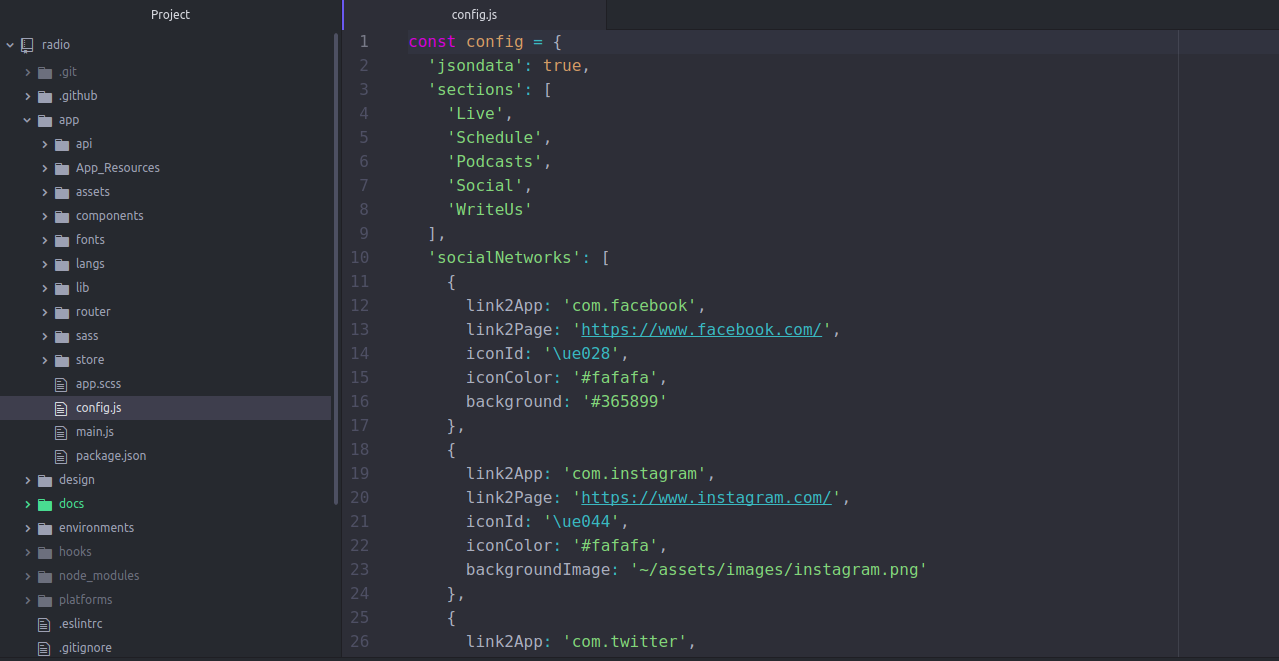 Project
radio
.git
.github
app
api
App_Resources
assets
components
fonts
langs
lib
router
sass
store
app.scss
config.js
main.js
package.json
design
docs
environments
hooks
node_modules
platforms
.eslintrc
.gitignore
config.js
1 const config = {
2 'jsondata': true,
3 'sections': [
4 'Live',
5 'Schedule',
6 'Podcasts',
7 'Social',
8 'WriteUs'
9 ],
10 'socialNetworks': [
11 {
12 link2App: 'com.facebook',
13 link2Page: 'https://www.facebook.com/',
14 iconId: '\ue028',
15 iconColor: '#fafafa',
16 background: '#365899'
17 },
18 {
19 link2App: 'com.instagram',
20 link2Page: 'https://www.instagram.com/',
21 iconId: '\ue044',
22 iconColor: '#fafafa',
23 backgroundImage: '~/assets/images/instagram.png'
24 },
25 {
26 link2App: 'com.twitter',